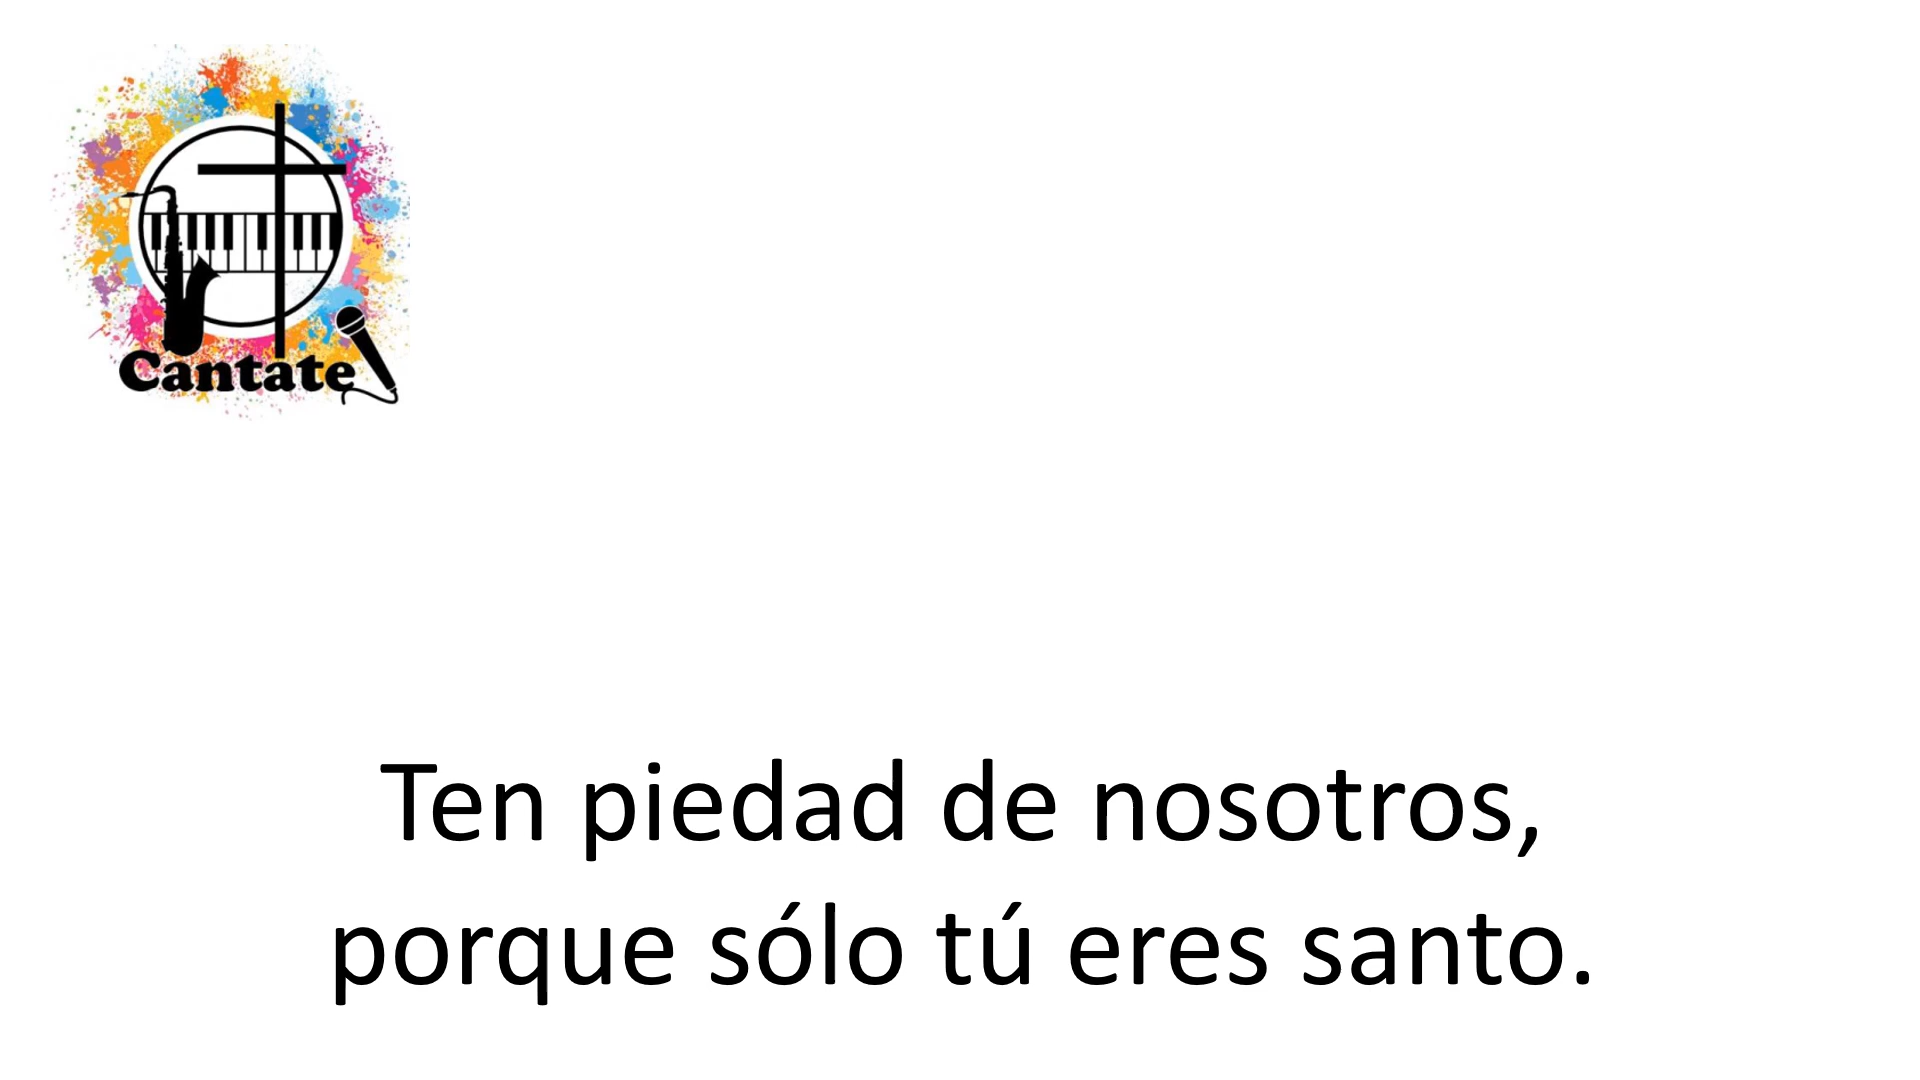 Cantate
Ten piedad de nosotros,
porque sólo tú eres santo.